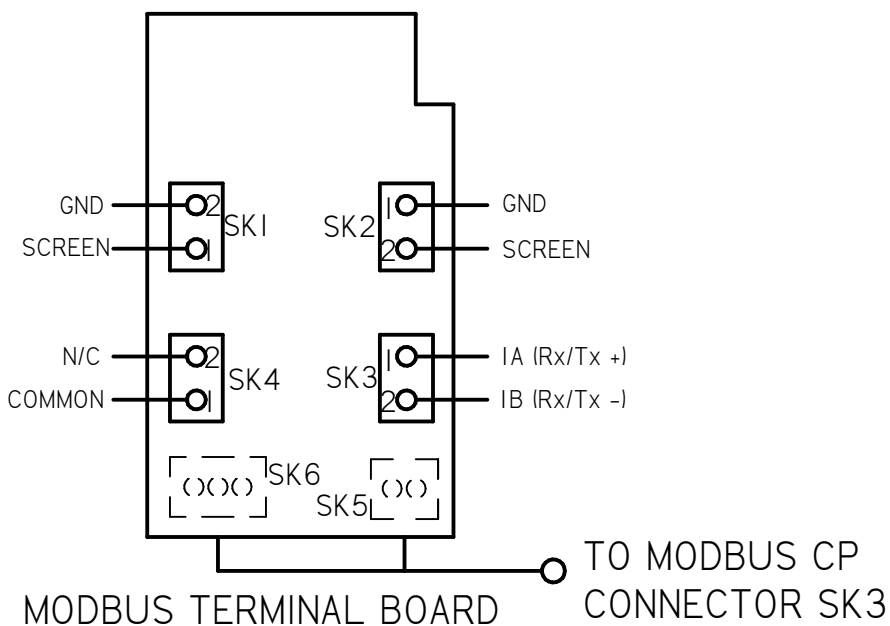 GND
2
SK1
SCREEN
1
1
GND
SK2
2
SCREEN
N/C
2
SK4
COMMON
1
1
1A (Rx/Tx +)
SK3
2
1B (Rx/Tx -)
SK6
SK5
TO MODBUS CP
CONNECTOR SK3
MODBUS TERMINAL BOARD